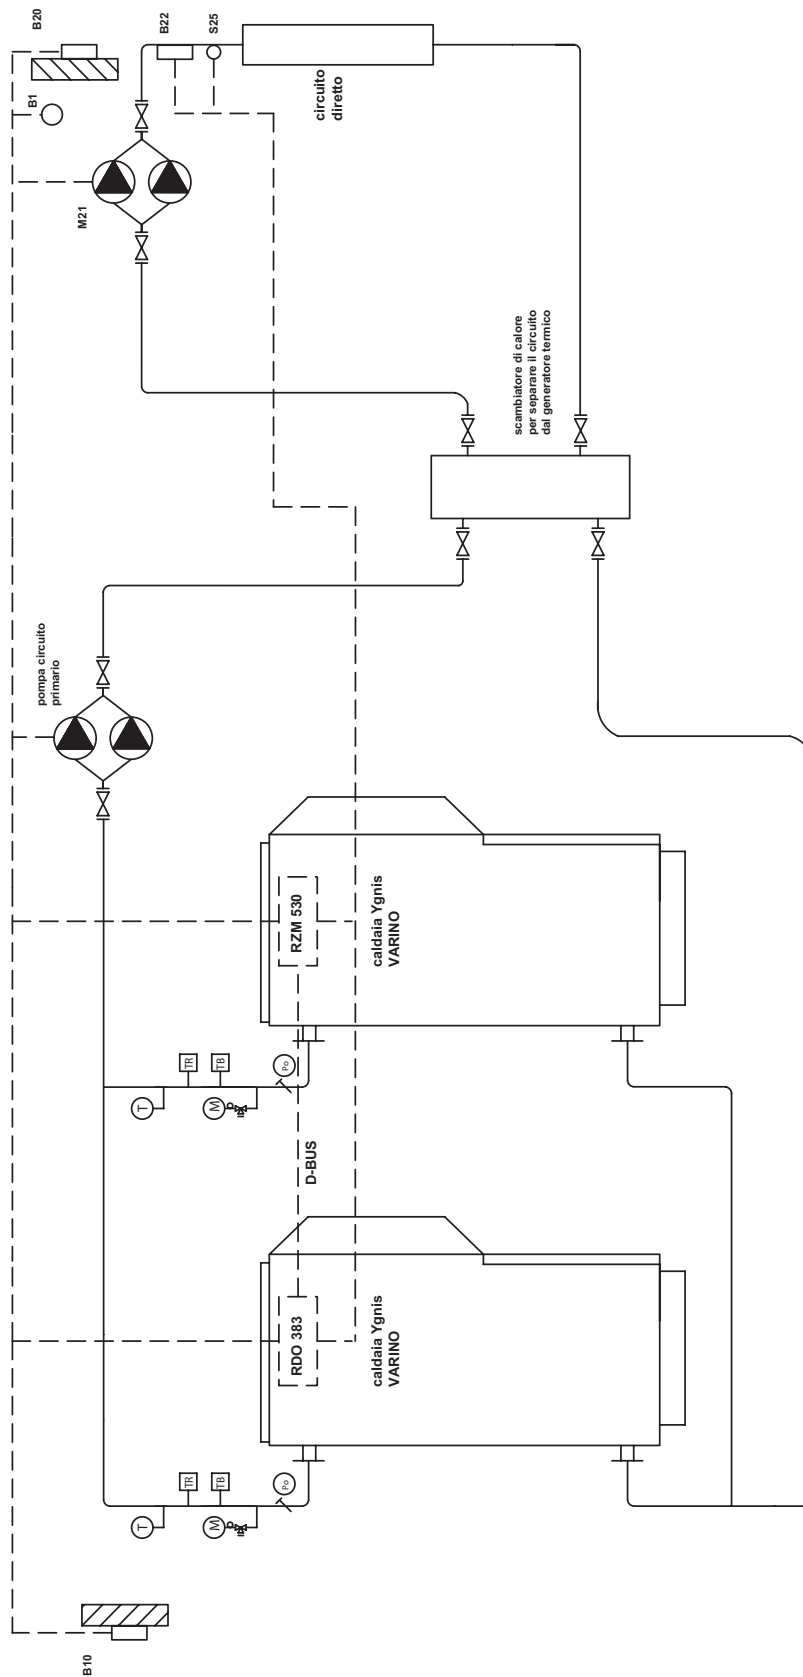 B10
B20
B1
M21
B22
S25
circuito
diretto
pompa circuito
primario
scambiatore di calore
per separare il circuito
dal generatore termico
T
TR
TB
M
Po
RDO 383
caldaia Ygnis
VARINO
D-BUS
T
TR
TB
M
Po
RZM 530
caldaia Ygnis
VARINO